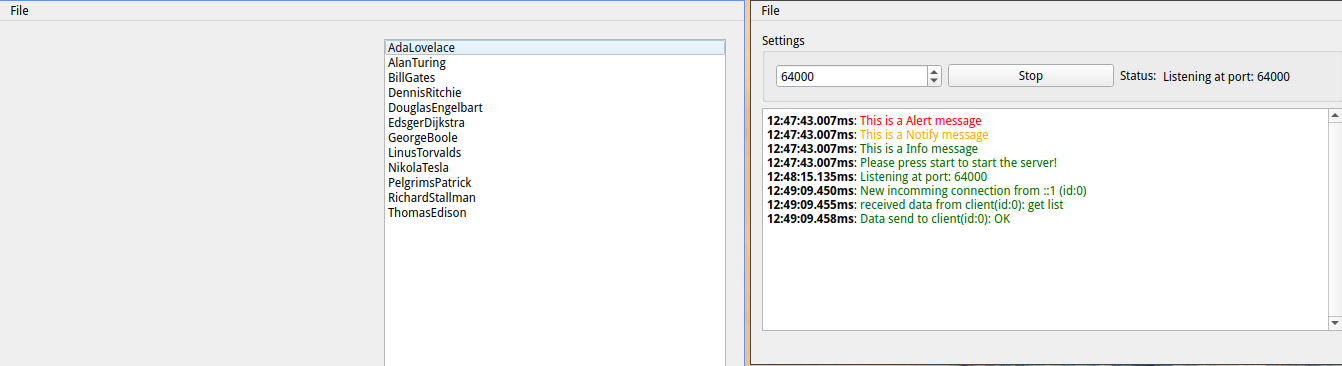 File
AdaLovelace
AlanTuring
BillGates
DennisRitchie
DouglasEngelbart
EdsgerDijkstra
GeorgeBoole
LinusTorvalds
NikolaTesla
PelgrimsPatrick
RichardStallman
ThomasEdison
File
Settings
64000 Stop Status: Listening at port: 64000
12:47:43.007ms: This is a Alert message
12:47:43.007ms: This is a Notify message
12:47:43.007ms: This is a Info message
12:47:43.007ms: Please press start to start the server!
12:48:15.135ms: Listening at port: 64000
12:49:09.450ms: New incomming connection from ::1 (id:0)
12:49:09.455ms: received data from client(id:0): get list
12:49:09.458ms: Data send to client(id:0): OK